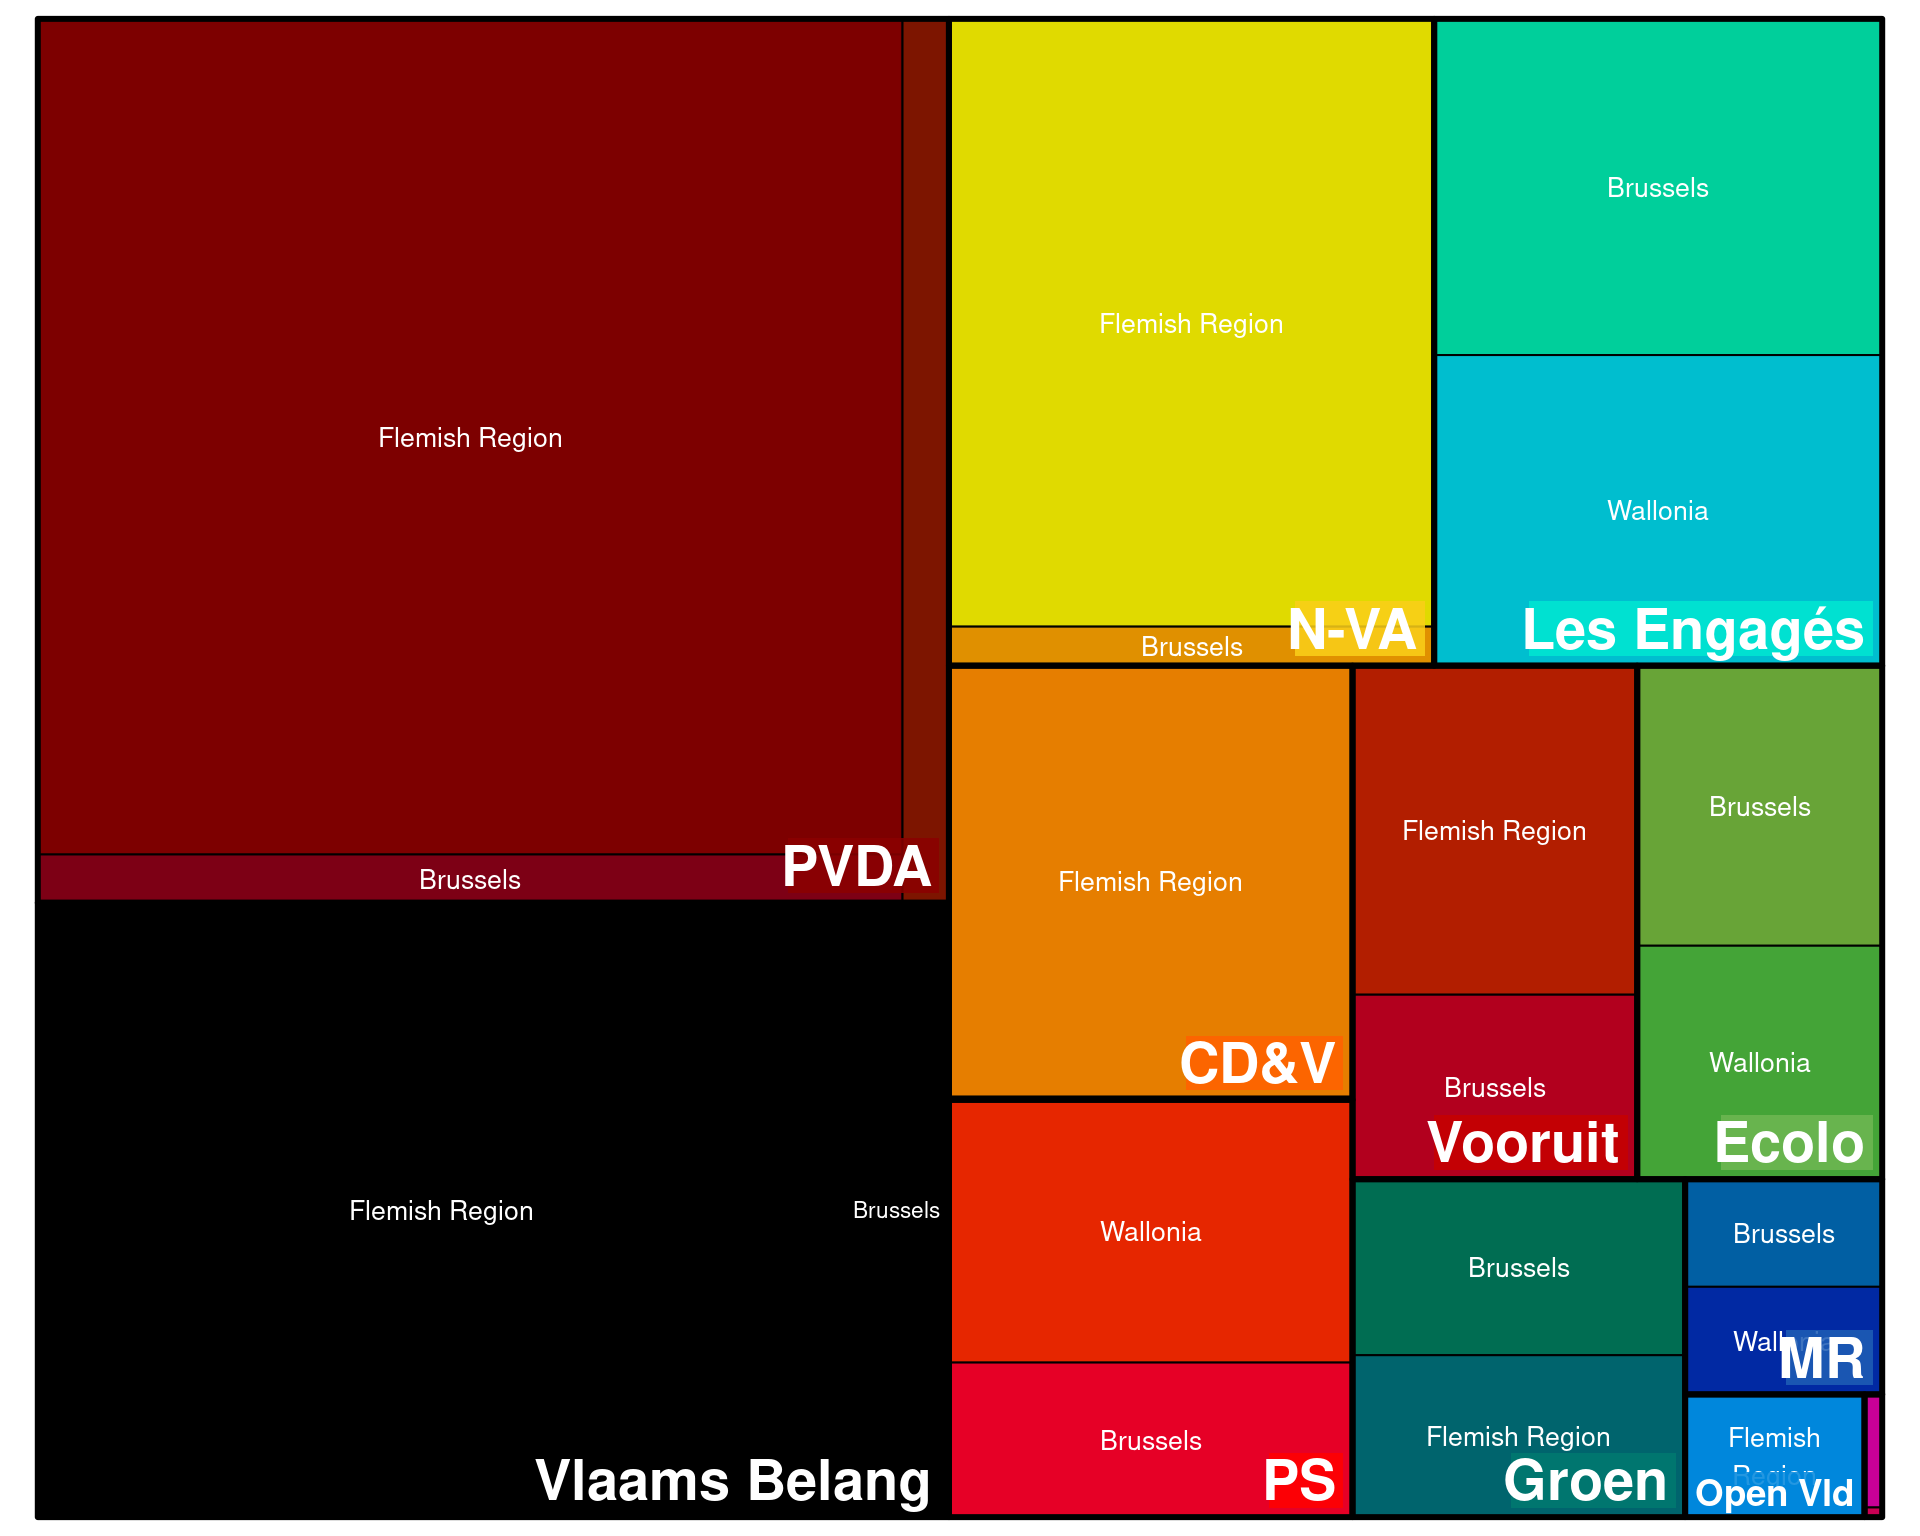 Flemish Region
Brussels
PVDA
Flemish Region
Brussels
Vlaams Belang
Flemish Region
Brussels
N-VA
Brussels
Wallonia
Les Engagés
Flemish Region
CD&V
Wallonia
Brussels
PS
Flemish Region
Brussels
Vooruit
Brussels
Wallonia
Ecolo
Brussels
Flemish Region
Groen
Brussels
Wallonia
MR
Flemish
Region
Open Vld